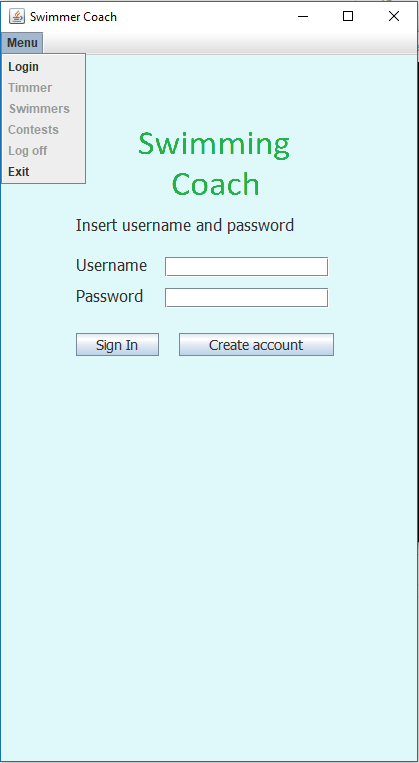 Swimmer Coach
Menu
Login
Timmer
Swimmers
Contests
Log off
Exit
Swimming
Coach
Insert username and password
Username
Password
Sign In Create account